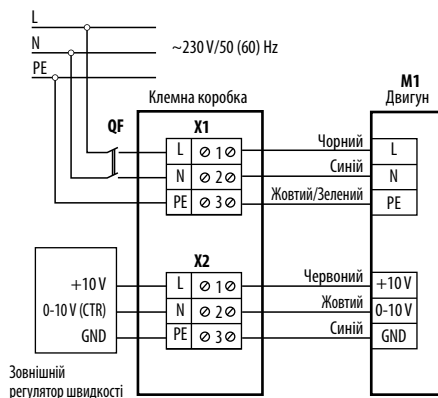 L
N
~230 V/50 (60) Hz
PE
M1
Клемна коробка
Двигун
QF
X1
Чорний
L
1
L
Синій
N
2
N
Жовтий/Зелений
PE
3
PE
X2
Червоний
+10 V
L
1
+10 V
Жовтий
0-10 V (CTR)
N
2
0-10 V
Синій
GND
PE
3
GND
Зовнішній
регулятор швидкості